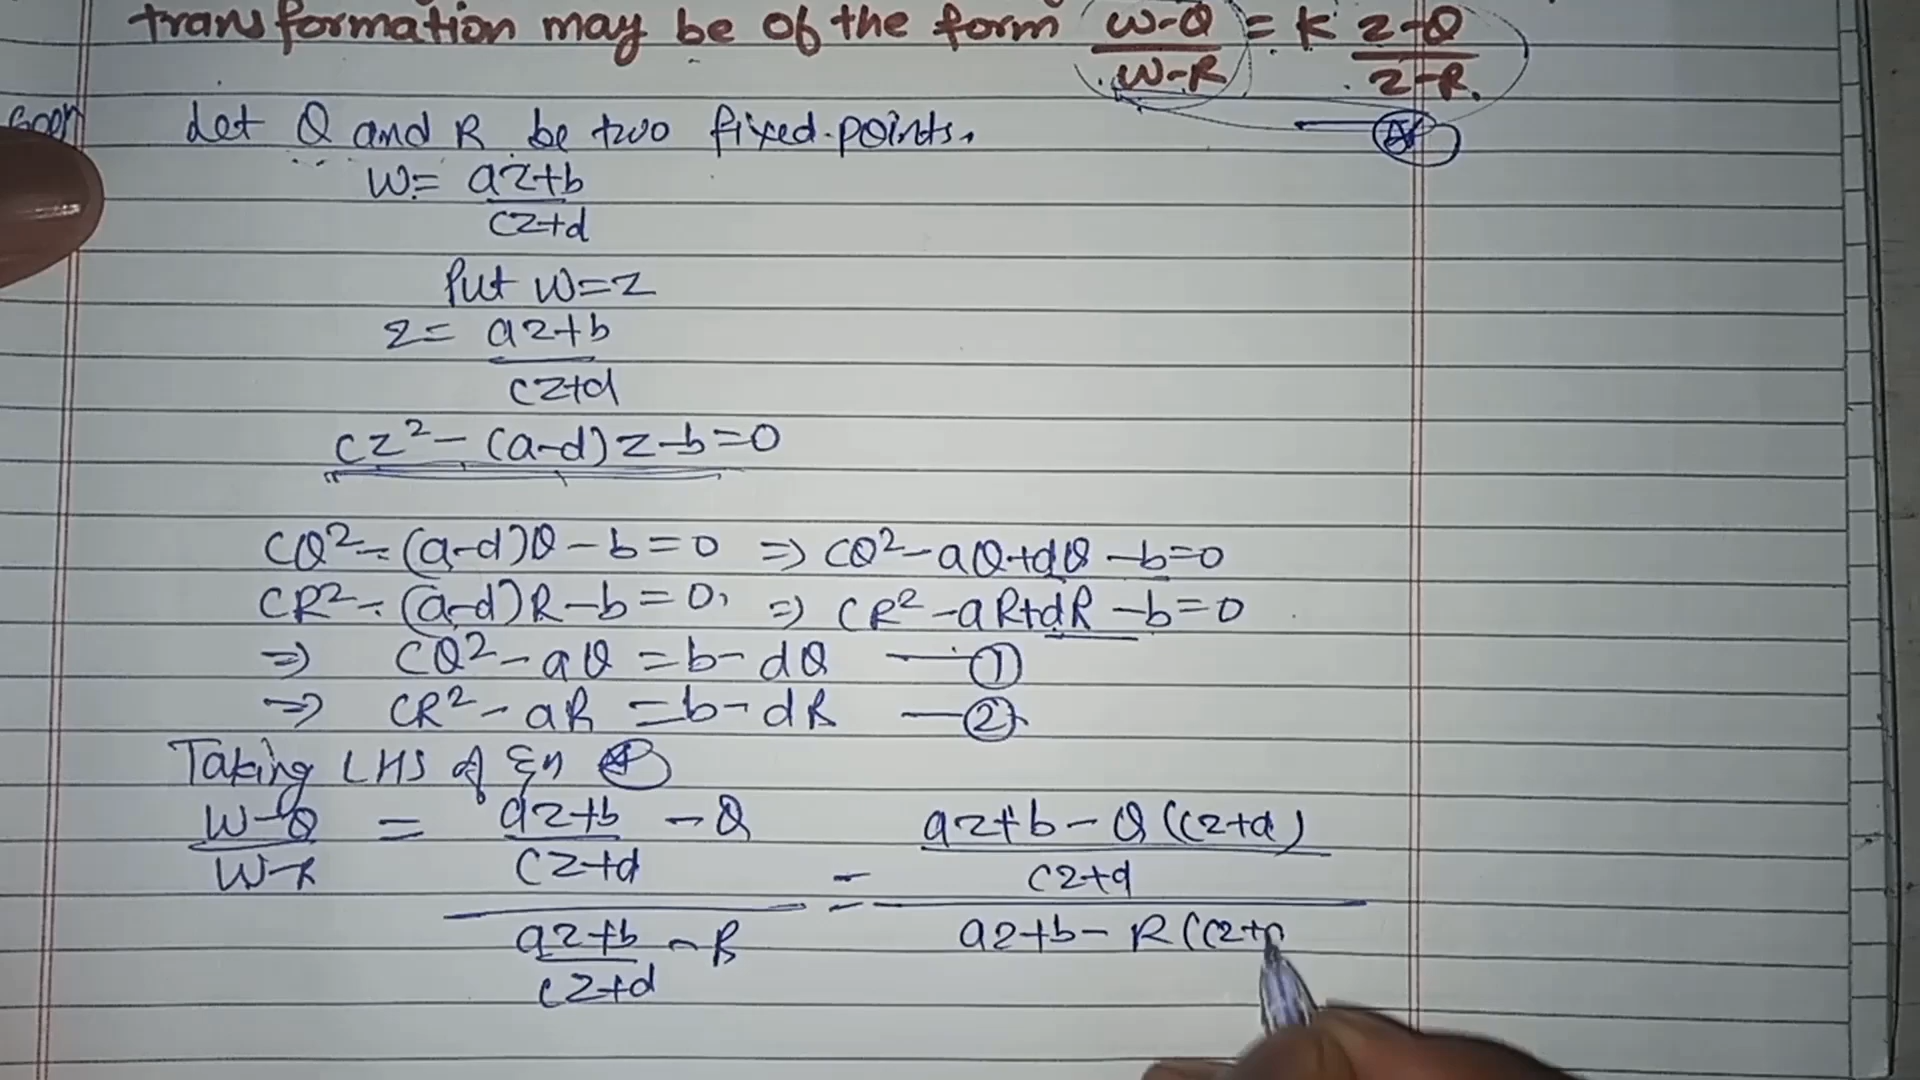 transformation may be of the form (w-Q)/(w-R) = k (z-Q)/(z-R)
Let Q and R be two fixed points.
w = (az+b)/(cz+d)
Put w=z
z = (az+b)/(cz+d)
cz²-(a-d)z-b=0
CQ²-(a-d)Q-b=0 ⇒ CQ²-aQ+dQ-b=0
CR²-(a-d)R-b=0, ⇒ CR²-aR+dR-b=0
⇒ CQ²-aQ=b-dQ —①
⇒ CR²-aR=b-dR —②
Taking LHS of En
(w-Q)/(w-R) = ((az+b)/(cz+d) - Q)/((az+b)/(cz+d) - R) = ((az+b-Q(cz+d))/(cz+d))/(az+b-R(cz+